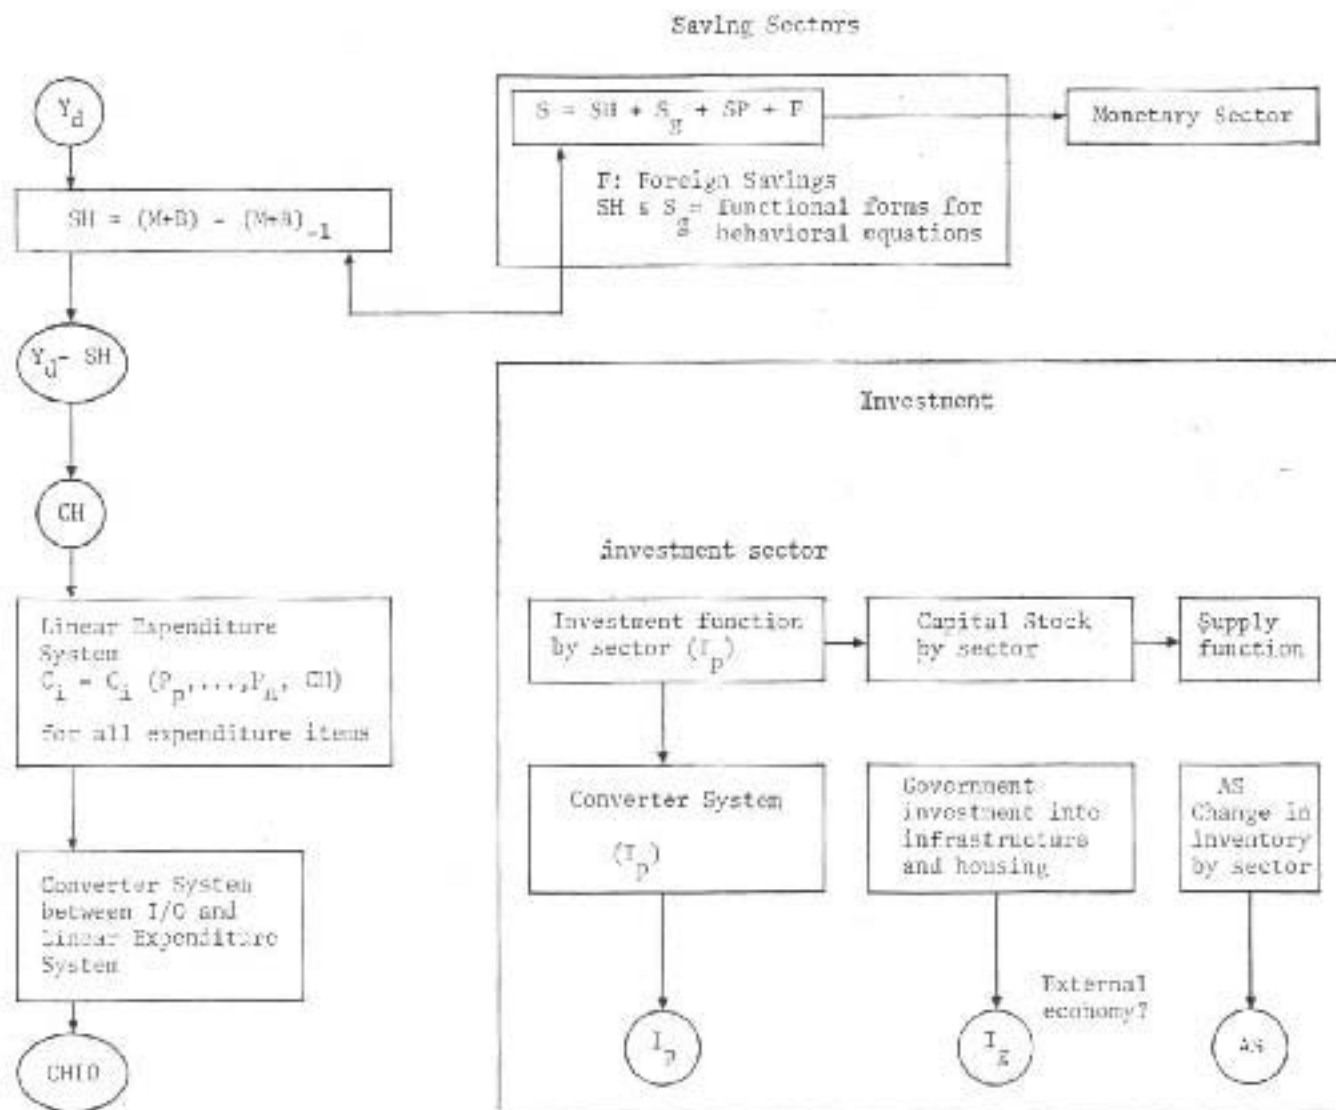 Saving Sectors
Y_d
SH = (M+B) - (M+B)_-1
Y_d - SH
CH
Linear Expenditure
System
C_i = C_i (P_p,...,P_n, CH)
for all expenditure items
Converter System
between I/O and
Linear Expenditure
System
CHIO
S = SH + S_g + SP + F
F: Foreign Savings
SH & S_g = functional forms for
behavioral equations
Monetary Sector
Investment
investment sector
Investment function
by sector (I_p)
Capital Stock
by sector
Supply
function
Converter System
(I_p)
Government
investment into
infrastructure
and housing
AS
Change in
inventory
by sector
External
economy?
I_p
I_g
AS